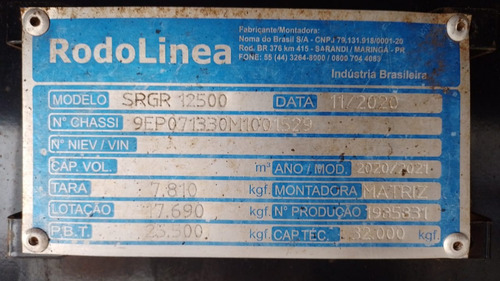 Fabricante/Montadora:
Noma do Brasil S/A - CNPJ 79.131.918/0001-20
Rod. BR 376 km 415 - SARANDI / MARINGÁ - PR
FONE: 55 (44) 3264-8000 / 0800 704 4080
RodoLinea
Indústria Brasileira
MODELO SRGR 12500 DATA 11/2020
Nº CHASSI
Nº NIEV / VIN
CAP. VOL. m³ ANO / MOD. 2020/2021
TARA 7.810 kgf. MONTADORA MATRIZ
LOTAÇÃO 17.690 kgf. Nº PRODUÇÃO 1985831
P.B.T. 25.500 kgf. CAP TÉC. 32.000 kgf.